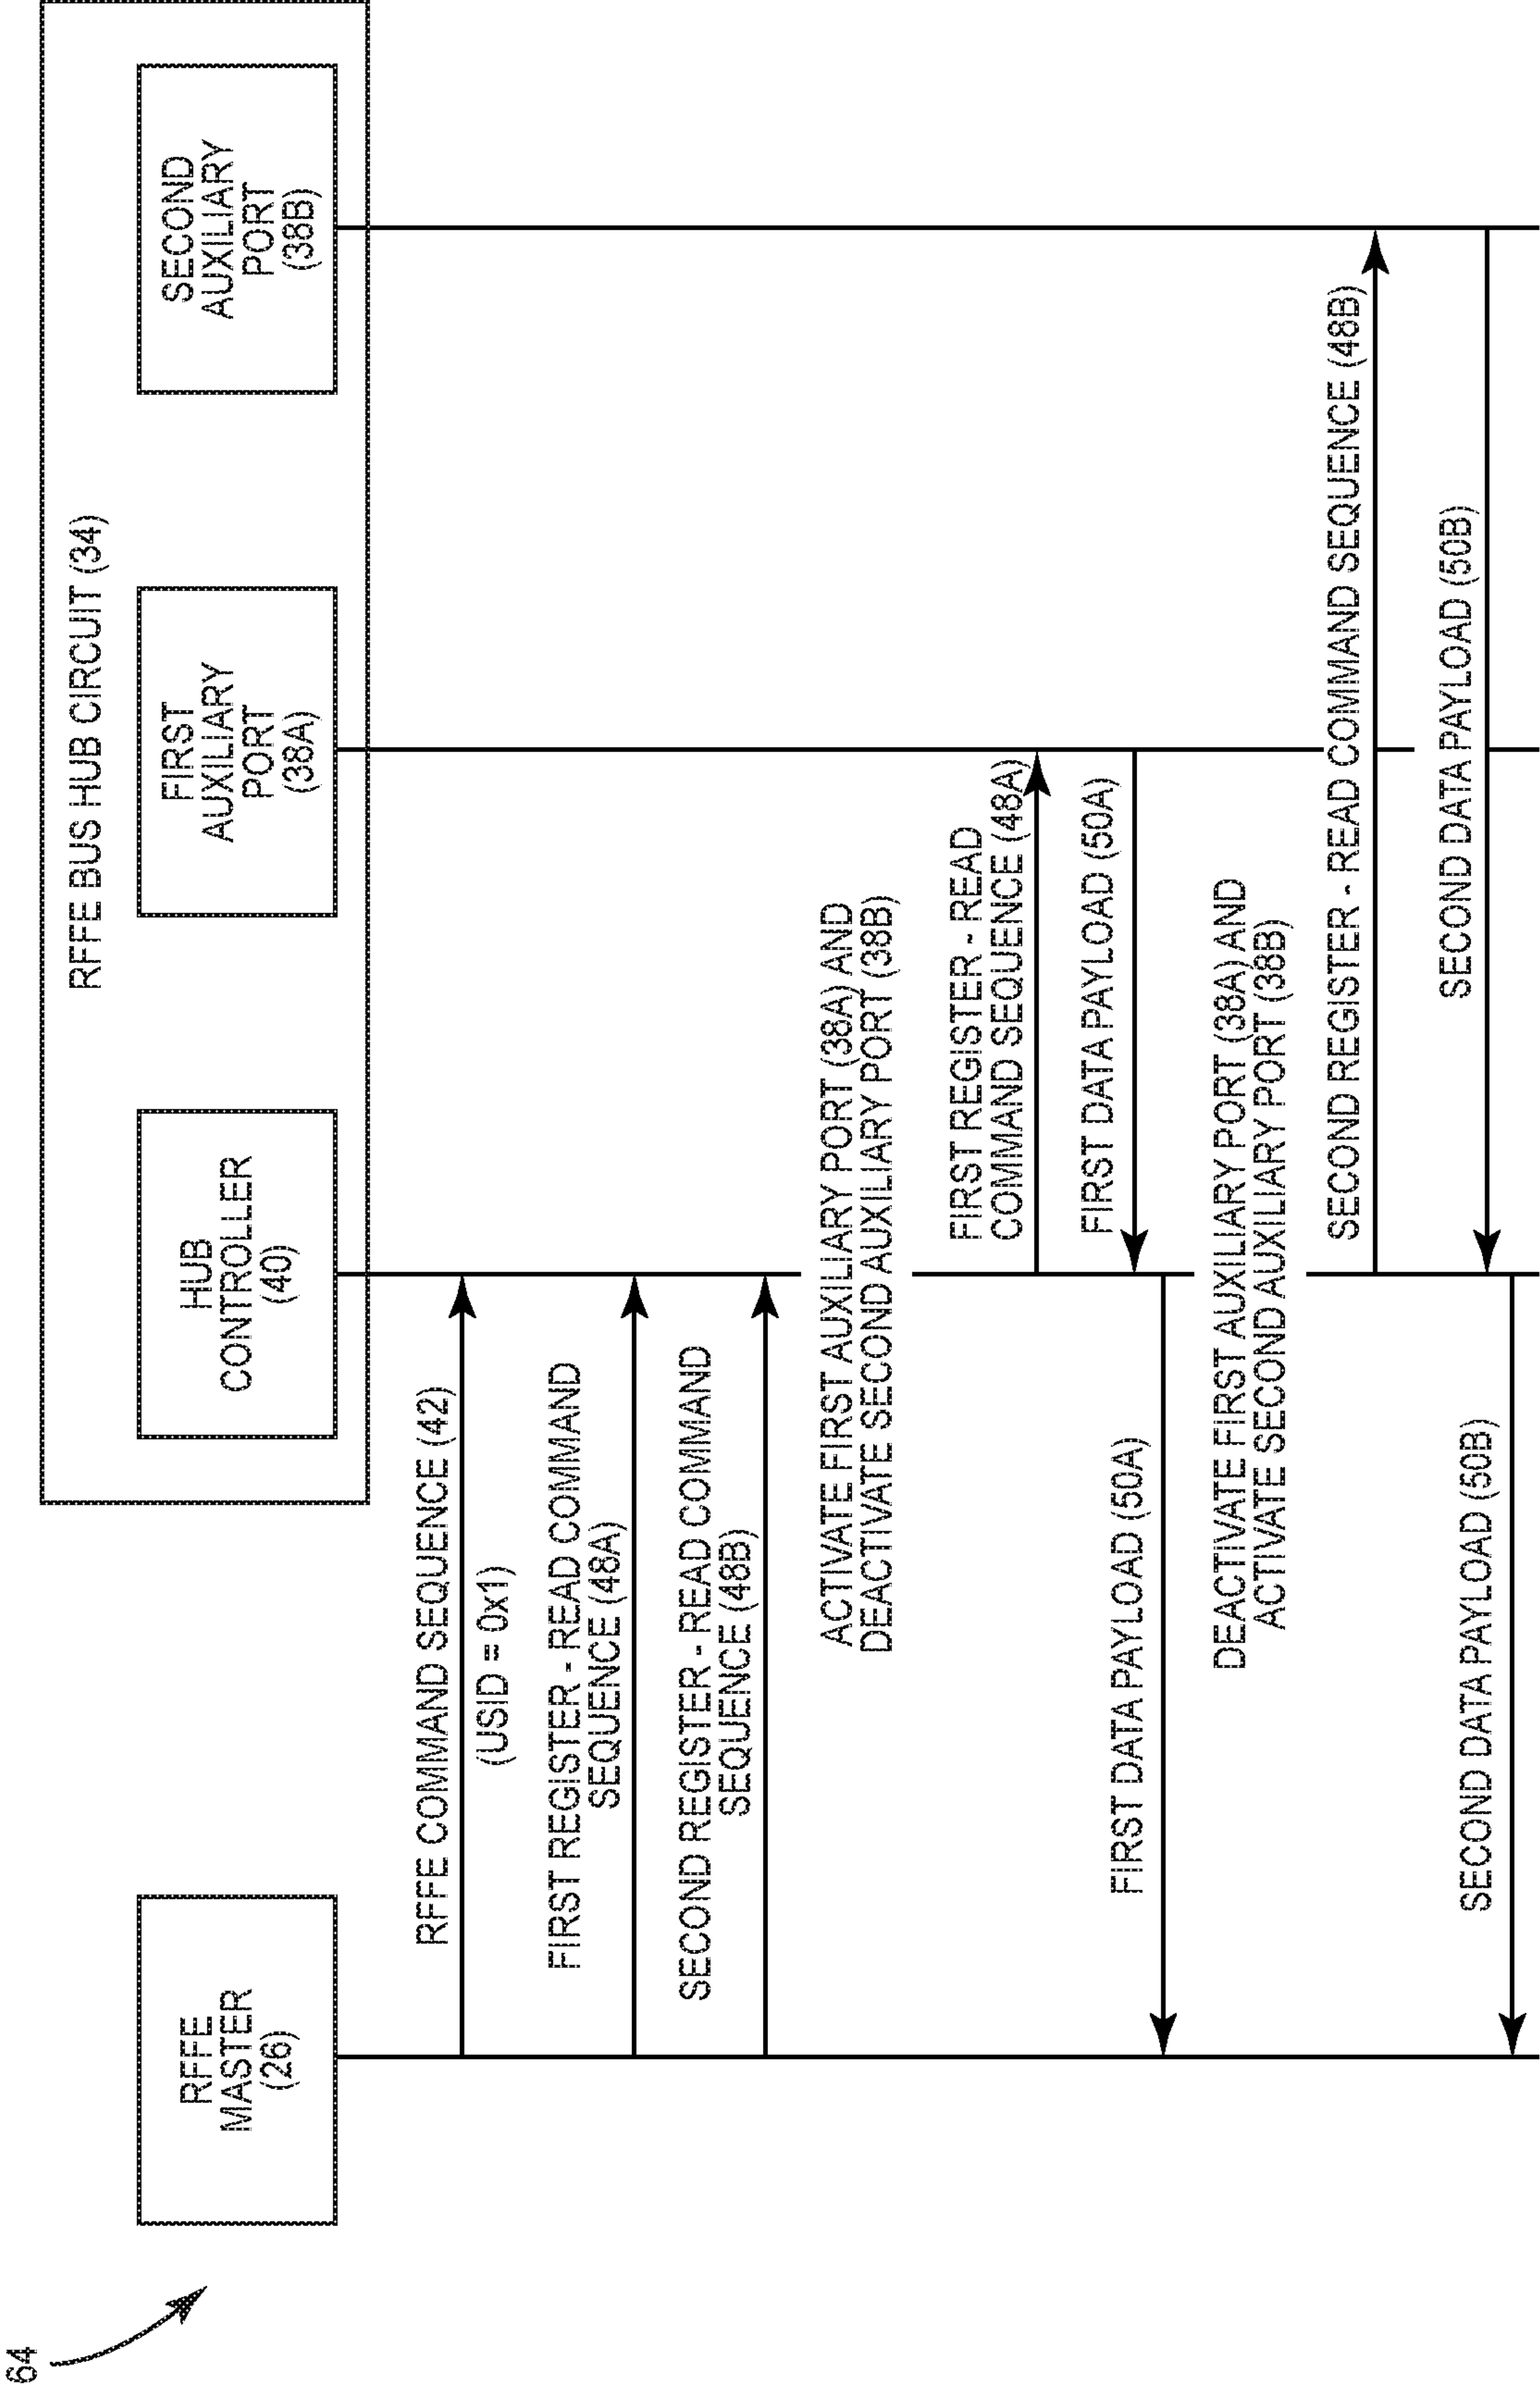 64
RFFE BUS HUB CIRCUIT (34)
RFFE
MASTER
(26)
HUB
CONTROLLER
(40)
FIRST
AUXILIARY
PORT
(38A)
SECOND
AUXILIARY
PORT
(38B)
RFFE COMMAND SEQUENCE (42)
(USID = 0x1)
FIRST REGISTER - READ COMMAND
SEQUENCE (48A)
SECOND REGISTER - READ COMMAND
SEQUENCE (48B)
ACTIVATE FIRST AUXILIARY PORT (38A) AND
DEACTIVATE SECOND AUXILIARY PORT (38B)
FIRST REGISTER - READ
COMMAND SEQUENCE (48A)
FIRST DATA PAYLOAD (50A)
FIRST DATA PAYLOAD (50A)
DEACTIVATE FIRST AUXILIARY PORT (38A) AND
ACTIVATE SECOND AUXILIARY PORT (38B)
SECOND REGISTER - READ COMMAND SEQUENCE (48B)
SECOND DATA PAYLOAD (50B)
SECOND DATA PAYLOAD (50B)